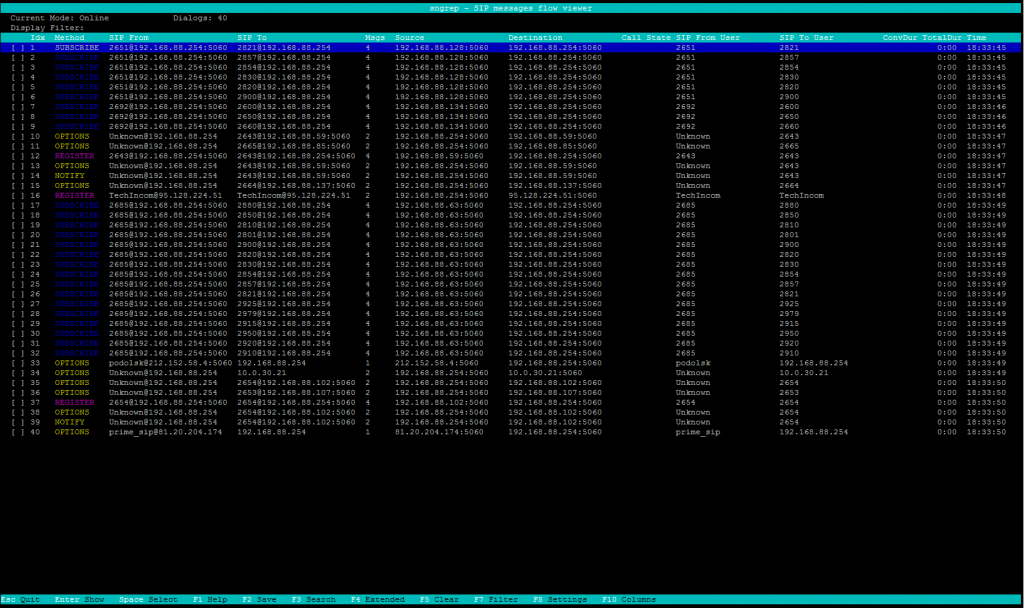 sngrep - SIP messages flow viewer
Current Mode: Online Dialogs: 40
Display Filter:
Idx Method SIP From SIP To Msgs Source Destination Call State SIP From User SIP To User ConvDur TotalDur Time
[ ] 1 SUBSCRIBE 2651@192.168.88.254:5060 2821@192.168.88.254 4 192.168.88.128:5060 192.168.88.254:5060 2651 2821 0:00 18:33:45
[ ] 2 SUBSCRIBE 2651@192.168.88.254:5060 2857@192.168.88.254 4 192.168.88.128:5060 192.168.88.254:5060 2651 2857 0:00 18:33:45
[ ] 3 SUBSCRIBE 2651@192.168.88.254:5060 2854@192.168.88.254 4 192.168.88.128:5060 192.168.88.254:5060 2651 2854 0:00 18:33:45
[ ] 4 SUBSCRIBE 2651@192.168.88.254:5060 2830@192.168.88.254 4 192.168.88.128:5060 192.168.88.254:5060 2651 2830 0:00 18:33:45
[ ] 5 SUBSCRIBE 2651@192.168.88.254:5060 2820@192.168.88.254 4 192.168.88.128:5060 192.168.88.254:5060 2651 2820 0:00 18:33:45
[ ] 6 SUBSCRIBE 2651@192.168.88.254:5060 2900@192.168.88.254 4 192.168.88.128:5060 192.168.88.254:5060 2651 2900 0:00 18:33:45
[ ] 7 SUBSCRIBE 2692@192.168.88.254:5060 2600@192.168.88.254 4 192.168.88.134:5060 192.168.88.254:5060 2692 2600 0:00 18:33:46
[ ] 8 SUBSCRIBE 2692@192.168.88.254:5060 2650@192.168.88.254 4 192.168.88.134:5060 192.168.88.254:5060 2692 2650 0:00 18:33:46
[ ] 9 SUBSCRIBE 2692@192.168.88.254:5060 2660@192.168.88.254 4 192.168.88.134:5060 192.168.88.254:5060 2692 2660 0:00 18:33:46
[ ] 10 OPTIONS Unknown@192.168.88.254 2643@192.168.88.59:5060 2 192.168.88.254:5060 192.168.88.59:5060 Unknown 2643 0:00 18:33:47
[ ] 11 OPTIONS Unknown@192.168.88.254 2665@192.168.88.85:5060 2 192.168.88.254:5060 192.168.88.85:5060 Unknown 2665 0:00 18:33:47
[ ] 12 REGISTER 2643@192.168.88.254:5060 2643@192.168.88.254:5060 4 192.168.88.59:5060 192.168.88.254:5060 2643 2643 0:00 18:33:47
[ ] 13 OPTIONS Unknown@192.168.88.254 2643@192.168.88.59:5060 2 192.168.88.254:5060 192.168.88.59:5060 Unknown 2643 0:00 18:33:47
[ ] 14 NOTIFY Unknown@192.168.88.254 2643@192.168.88.59:5060 2 192.168.88.254:5060 192.168.88.59:5060 Unknown 2643 0:00 18:33:47
[ ] 15 OPTIONS Unknown@192.168.88.254 2664@192.168.88.137:5060 2 192.168.88.254:5060 192.168.88.137:5060 Unknown 2664 0:00 18:33:47
[ ] 16 REGISTER TechIncom@95.128.224.51 TechIncom@95.128.224.51 2 192.168.88.254:5060 95.128.224.51:5060 TechIncom TechIncom 0:00 18:33:48
[ ] 17 SUBSCRIBE 2685@192.168.88.254:5060 2880@192.168.88.254 4 192.168.88.63:5060 192.168.88.254:5060 2685 2880 0:00 18:33:49
[ ] 18 SUBSCRIBE 2685@192.168.88.254:5060 2850@192.168.88.254 4 192.168.88.63:5060 192.168.88.254:5060 2685 2850 0:00 18:33:49
[ ] 19 SUBSCRIBE 2685@192.168.88.254:5060 2810@192.168.88.254 4 192.168.88.63:5060 192.168.88.254:5060 2685 2810 0:00 18:33:49
[ ] 20 SUBSCRIBE 2685@192.168.88.254:5060 2801@192.168.88.254 4 192.168.88.63:5060 192.168.88.254:5060 2685 2801 0:00 18:33:49
[ ] 21 SUBSCRIBE 2685@192.168.88.254:5060 2900@192.168.88.254 4 192.168.88.63:5060 192.168.88.254:5060 2685 2900 0:00 18:33:49
[ ] 22 SUBSCRIBE 2685@192.168.88.254:5060 2820@192.168.88.254 4 192.168.88.63:5060 192.168.88.254:5060 2685 2820 0:00 18:33:49
[ ] 23 SUBSCRIBE 2685@192.168.88.254:5060 2830@192.168.88.254 4 192.168.88.63:5060 192.168.88.254:5060 2685 2830 0:00 18:33:49
[ ] 24 SUBSCRIBE 2685@192.168.88.254:5060 2854@192.168.88.254 4 192.168.88.63:5060 192.168.88.254:5060 2685 2854 0:00 18:33:49
[ ] 25 SUBSCRIBE 2685@192.168.88.254:5060 2857@192.168.88.254 4 192.168.88.63:5060 192.168.88.254:5060 2685 2857 0:00 18:33:49
[ ] 26 SUBSCRIBE 2685@192.168.88.254:5060 2821@192.168.88.254 4 192.168.88.63:5060 192.168.88.254:5060 2685 2821 0:00 18:33:49
[ ] 27 SUBSCRIBE 2685@192.168.88.254:5060 2925@192.168.88.254 4 192.168.88.63:5060 192.168.88.254:5060 2685 2925 0:00 18:33:49
[ ] 28 SUBSCRIBE 2685@192.168.88.254:5060 2979@192.168.88.254 4 192.168.88.63:5060 192.168.88.254:5060 2685 2979 0:00 18:33:49
[ ] 29 SUBSCRIBE 2685@192.168.88.254:5060 2915@192.168.88.254 4 192.168.88.63:5060 192.168.88.254:5060 2685 2915 0:00 18:33:49
[ ] 30 SUBSCRIBE 2685@192.168.88.254:5060 2950@192.168.88.254 4 192.168.88.63:5060 192.168.88.254:5060 2685 2950 0:00 18:33:49
[ ] 31 SUBSCRIBE 2685@192.168.88.254:5060 2920@192.168.88.254 4 192.168.88.63:5060 192.168.88.254:5060 2685 2920 0:00 18:33:49
[ ] 32 SUBSCRIBE 2685@192.168.88.254:5060 2910@192.168.88.254 4 192.168.88.63:5060 192.168.88.254:5060 2685 2910 0:00 18:33:49
[ ] 33 OPTIONS podolsk@212.152.58.4:5060 192.168.88.254 1 212.152.58.4:5060 192.168.88.254:5060 podolsk 192.168.88.254 0:00 18:33:49
[ ] 34 OPTIONS Unknown@192.168.88.254 10.0.30.21 2 192.168.88.254:5060 10.0.30.21:5060 Unknown 10.0.30.21 0:00 18:33:49
[ ] 35 OPTIONS Unknown@192.168.88.254 2654@192.168.88.102:5060 2 192.168.88.254:5060 192.168.88.102:5060 Unknown 2654 0:00 18:33:50
[ ] 36 OPTIONS Unknown@192.168.88.254 2653@192.168.88.107:5060 2 192.168.88.254:5060 192.168.88.107:5060 Unknown 2653 0:00 18:33:50
[ ] 37 REGISTER 2654@192.168.88.254:5060 2654@192.168.88.254:5060 4 192.168.88.102:5060 192.168.88.254:5060 2654 2654 0:00 18:33:50
[ ] 38 OPTIONS Unknown@192.168.88.254 2654@192.168.88.102:5060 2 192.168.88.254:5060 192.168.88.102:5060 Unknown 2654 0:00 18:33:50
[ ] 39 NOTIFY Unknown@192.168.88.254 2654@192.168.88.102:5060 2 192.168.88.254:5060 192.168.88.102:5060 Unknown 2654 0:00 18:33:50
[ ] 40 OPTIONS prime_sip@81.20.204.174 192.168.88.254 1 81.20.204.174:5060 192.168.88.254:5060 prime_sip 192.168.88.254 0:00 18:33:50
Esc Quit Enter Show Space Select F1 Help F2 Save F3 Search F4 Extended F5 Clear F7 Filter F8 Settings F10 Columns